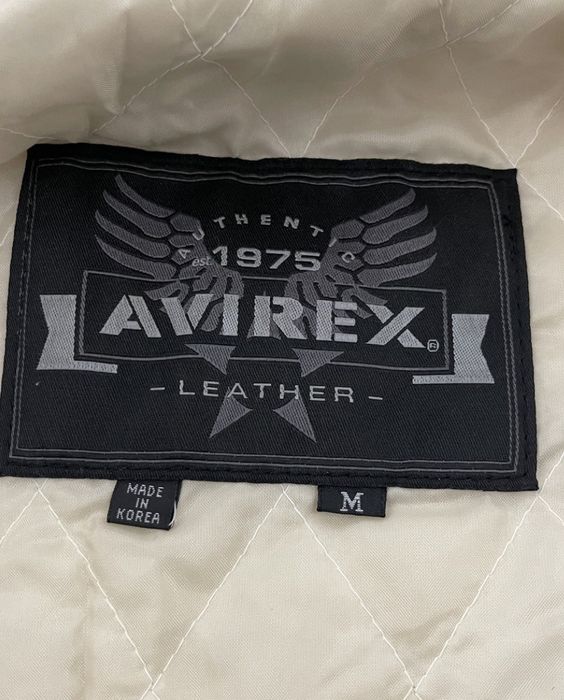 AUTHENTIC
est. 1975
AVIREX®
- LEATHER -
MADE
IN
KOREA
M